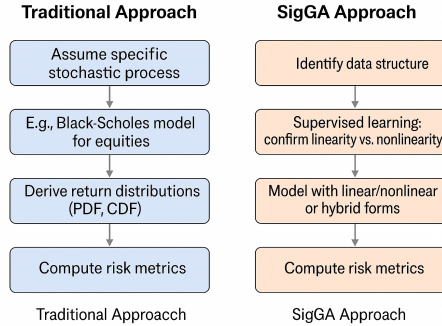 Traditional Approach
Assume specific
stochastic process
E.g., Black-Scholes model
for equities
Derive return distributions
(PDF, CDF)
Compute risk metrics
Traditional Approacch
SigGA Approach
Identify data structure
Supervised learning:
confirm linearity vs. nonlinearity
Model with linear/nonlinear
or hybrid forms
Compute risk metrics
SigGA Approach